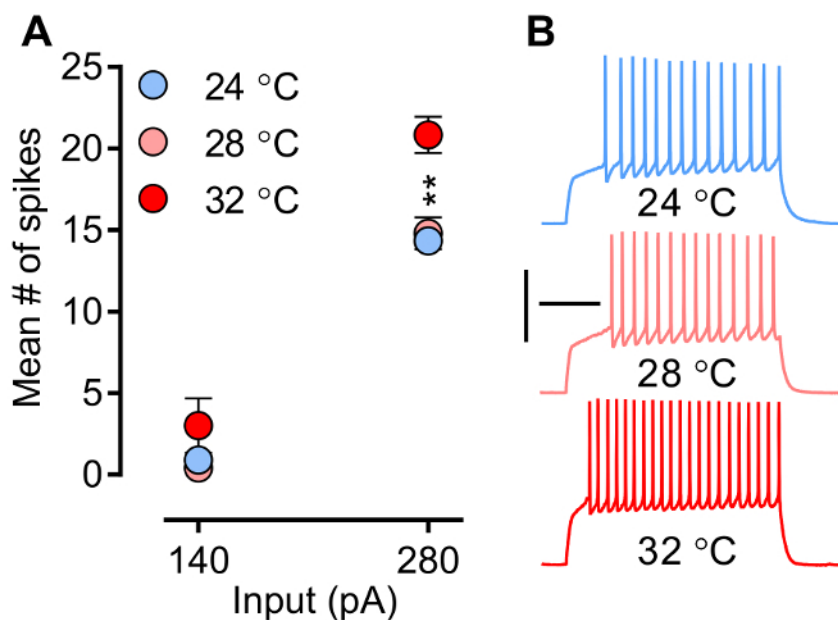 A
25
20
15
10
5
0
Mean # of spikes
24 °C
28 °C
32 °C
**
140
280
Input (pA)
B
24 °C
28 °C
32 °C